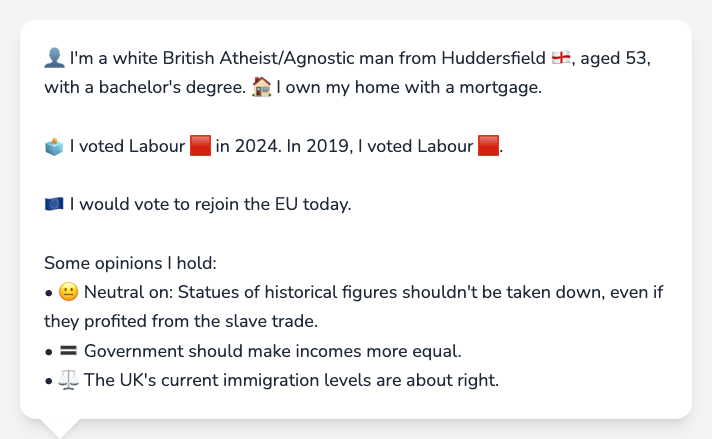 👤 I'm a white British Atheist/Agnostic man from Huddersfield 🏴󠁧󠁢󠁥󠁮󠁧󠁿, aged 53,
with a bachelor's degree. 🏠 I own my home with a mortgage.
🗳️ I voted Labour 🟥 in 2024. In 2019, I voted Labour 🟥.
🇪🇺 I would vote to rejoin the EU today.
Some opinions I hold:
• 😐 Neutral on: Statues of historical figures shouldn't be taken down, even if
they profited from the slave trade.
• 🟰 Government should make incomes more equal.
• ⚖️ The UK's current immigration levels are about right.